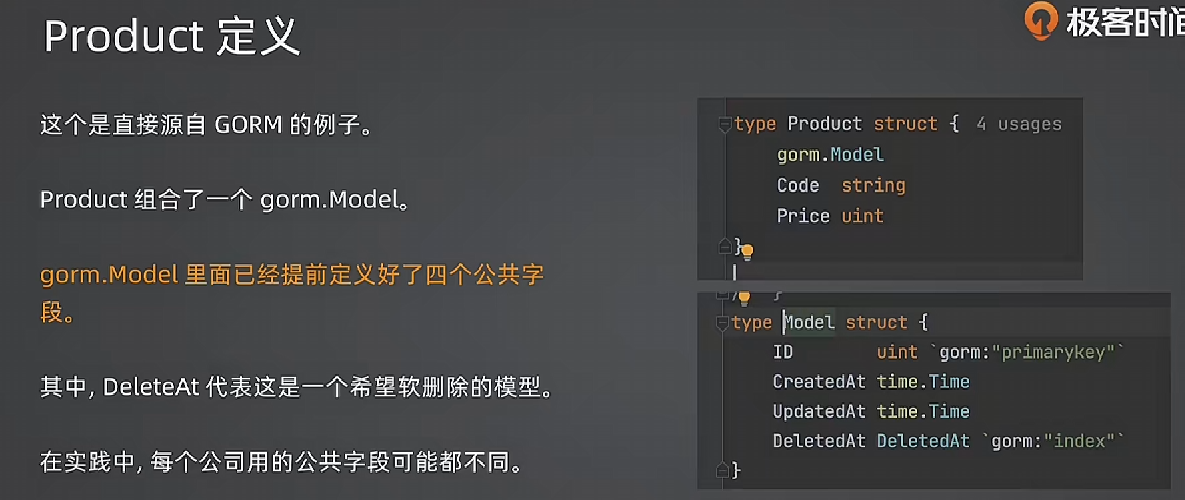 Product 定义
极客时间
这个是直接源自 GORM 的例子。
Product 组合了一个 gorm.Model。
gorm.Model 里面已经提前定义好了四个公共字
段。
其中, DeleteAt 代表这是一个希望软删除的模型。
在实践中, 每个公司用的公共字段可能都不同。
type Product struct { 4 usages
gorm.Model
Code string
Price uint
}
type Model struct {
ID uint `gorm:"primarykey"`
CreatedAt time.Time
UpdatedAt time.Time
DeletedAt DeletedAt `gorm:"index"`
}